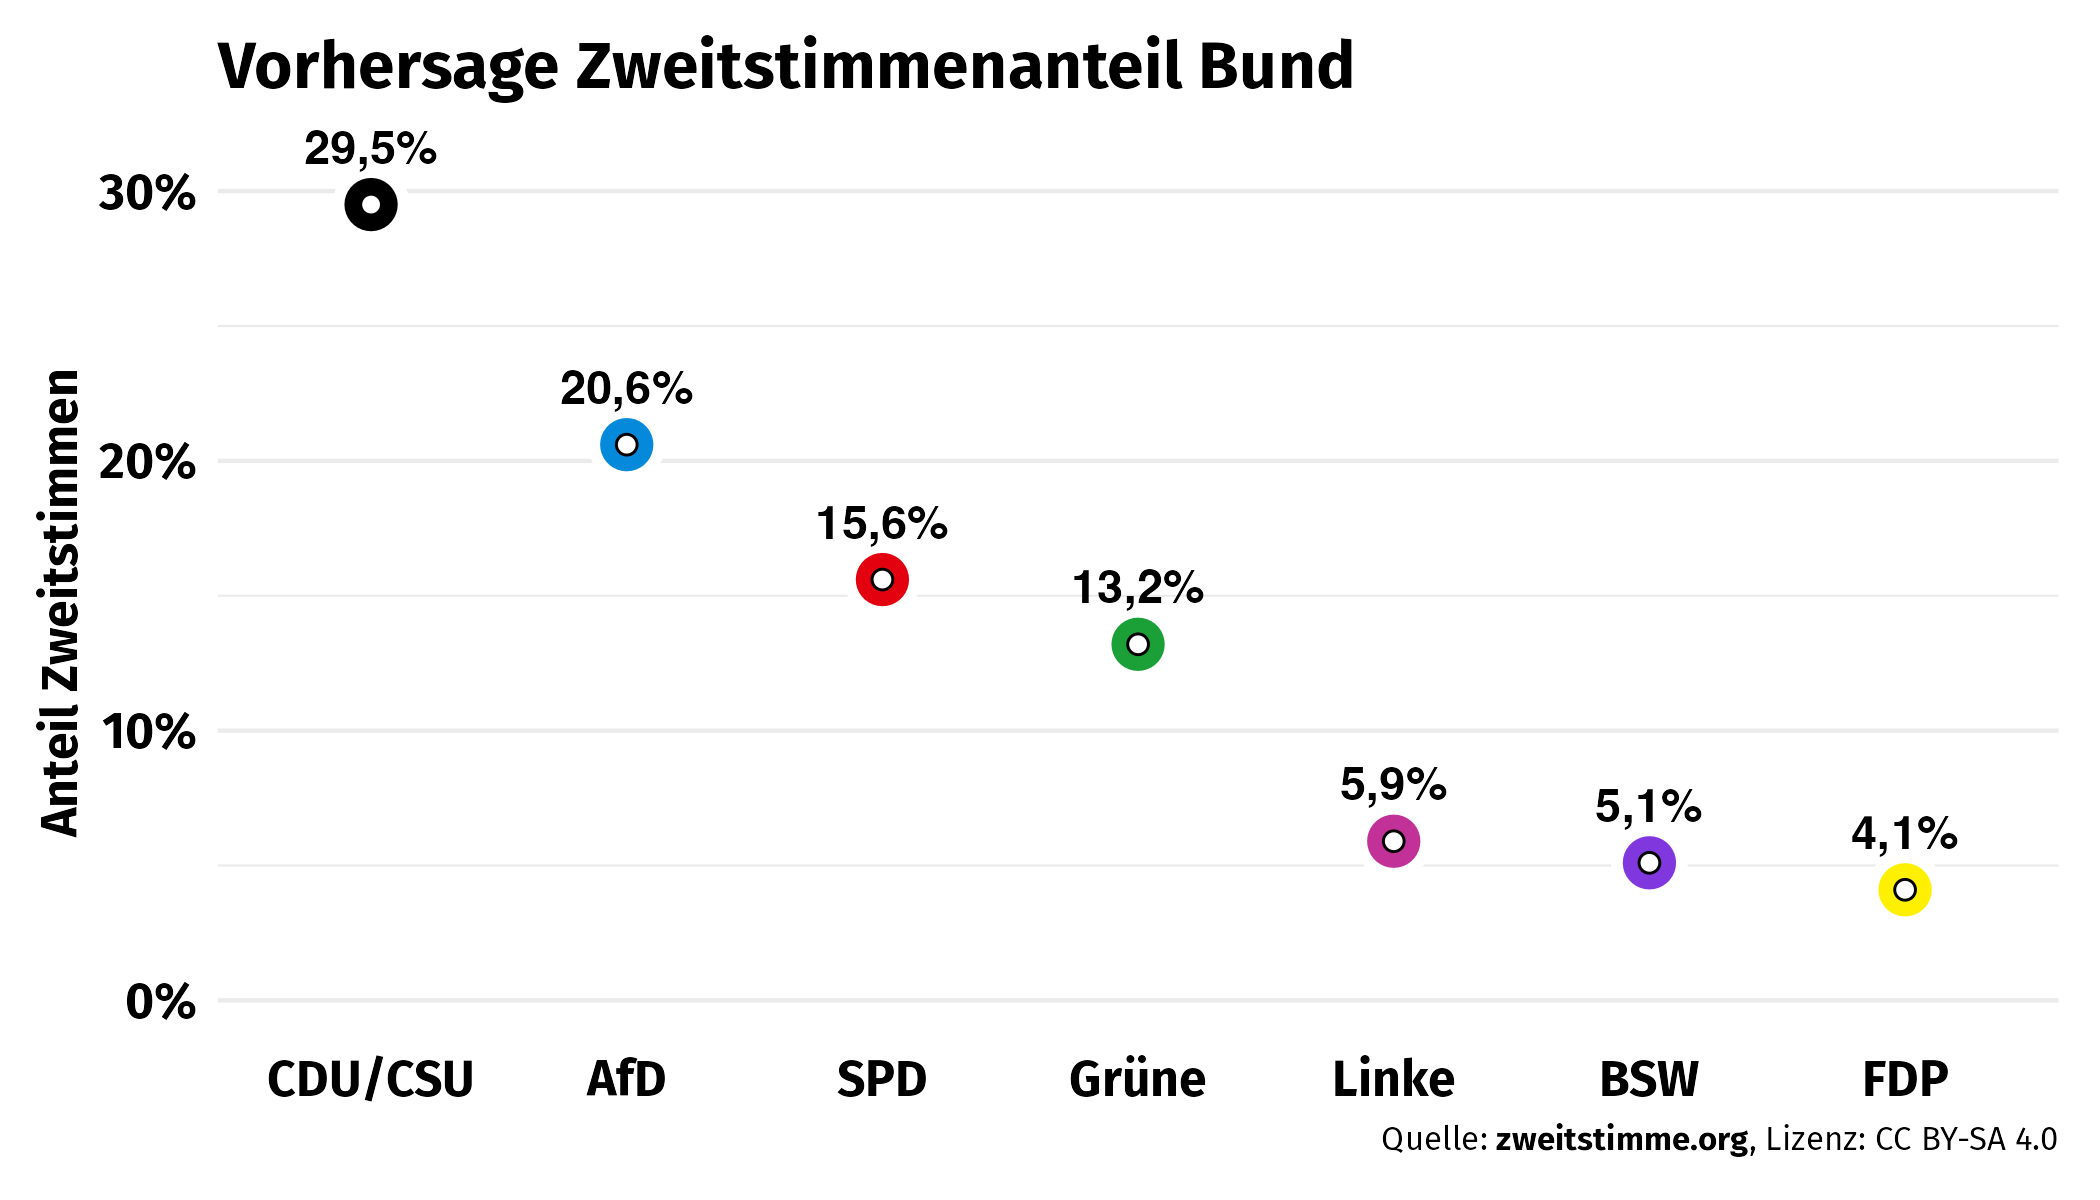 Vorhersage Zweitstimmenanteil Bund
Anteil Zweitstimmen
30%
20%
10%
0%
29,5%
20,6%
15,6%
13,2%
5,9%
5,1%
4,1%
CDU/CSU AfD SPD Grüne Linke BSW FDP
Quelle: zweitstimme.org, Lizenz: CC BY-SA 4.0